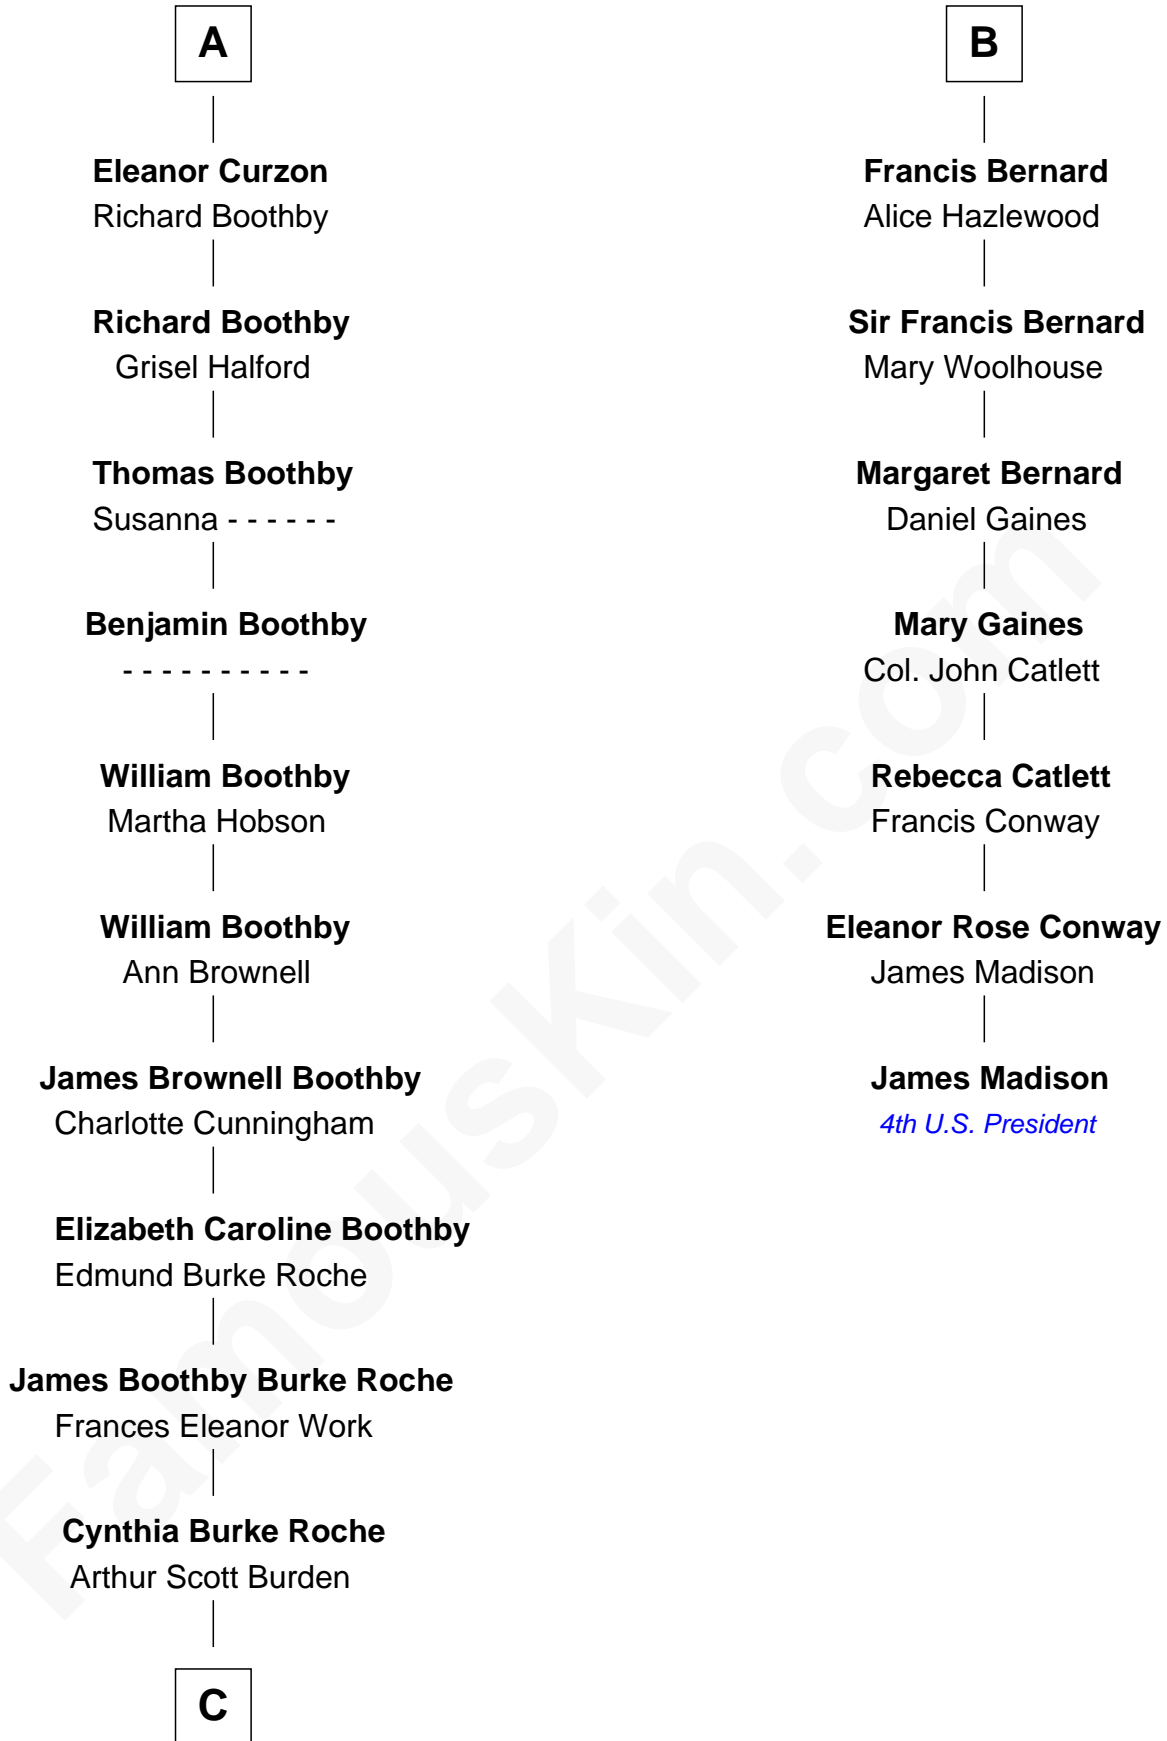 A
Eleanor Curzon
Richard Boothby
Richard Boothby
Grisel Halford
Thomas Boothby
Susanna - - - - - -
Benjamin Boothby
- - - - - - - - - -
William Boothby
Martha Hobson
William Boothby
Ann Brownell
James Brownell Boothby
Charlotte Cunningham
Elizabeth Caroline Boothby
Edmund Burke Roche
James Boothby Burke Roche
Frances Eleanor Work
Cynthia Burke Roche
Arthur Scott Burden
C
B
Francis Bernard
Alice Hazlewood
Sir Francis Bernard
Mary Woolhouse
Margaret Bernard
Daniel Gaines
Mary Gaines
Col. John Catlett
Rebecca Catlett
Francis Conway
Eleanor Rose Conway
James Madison
James Madison
4th U.S. President
FamousKin.com